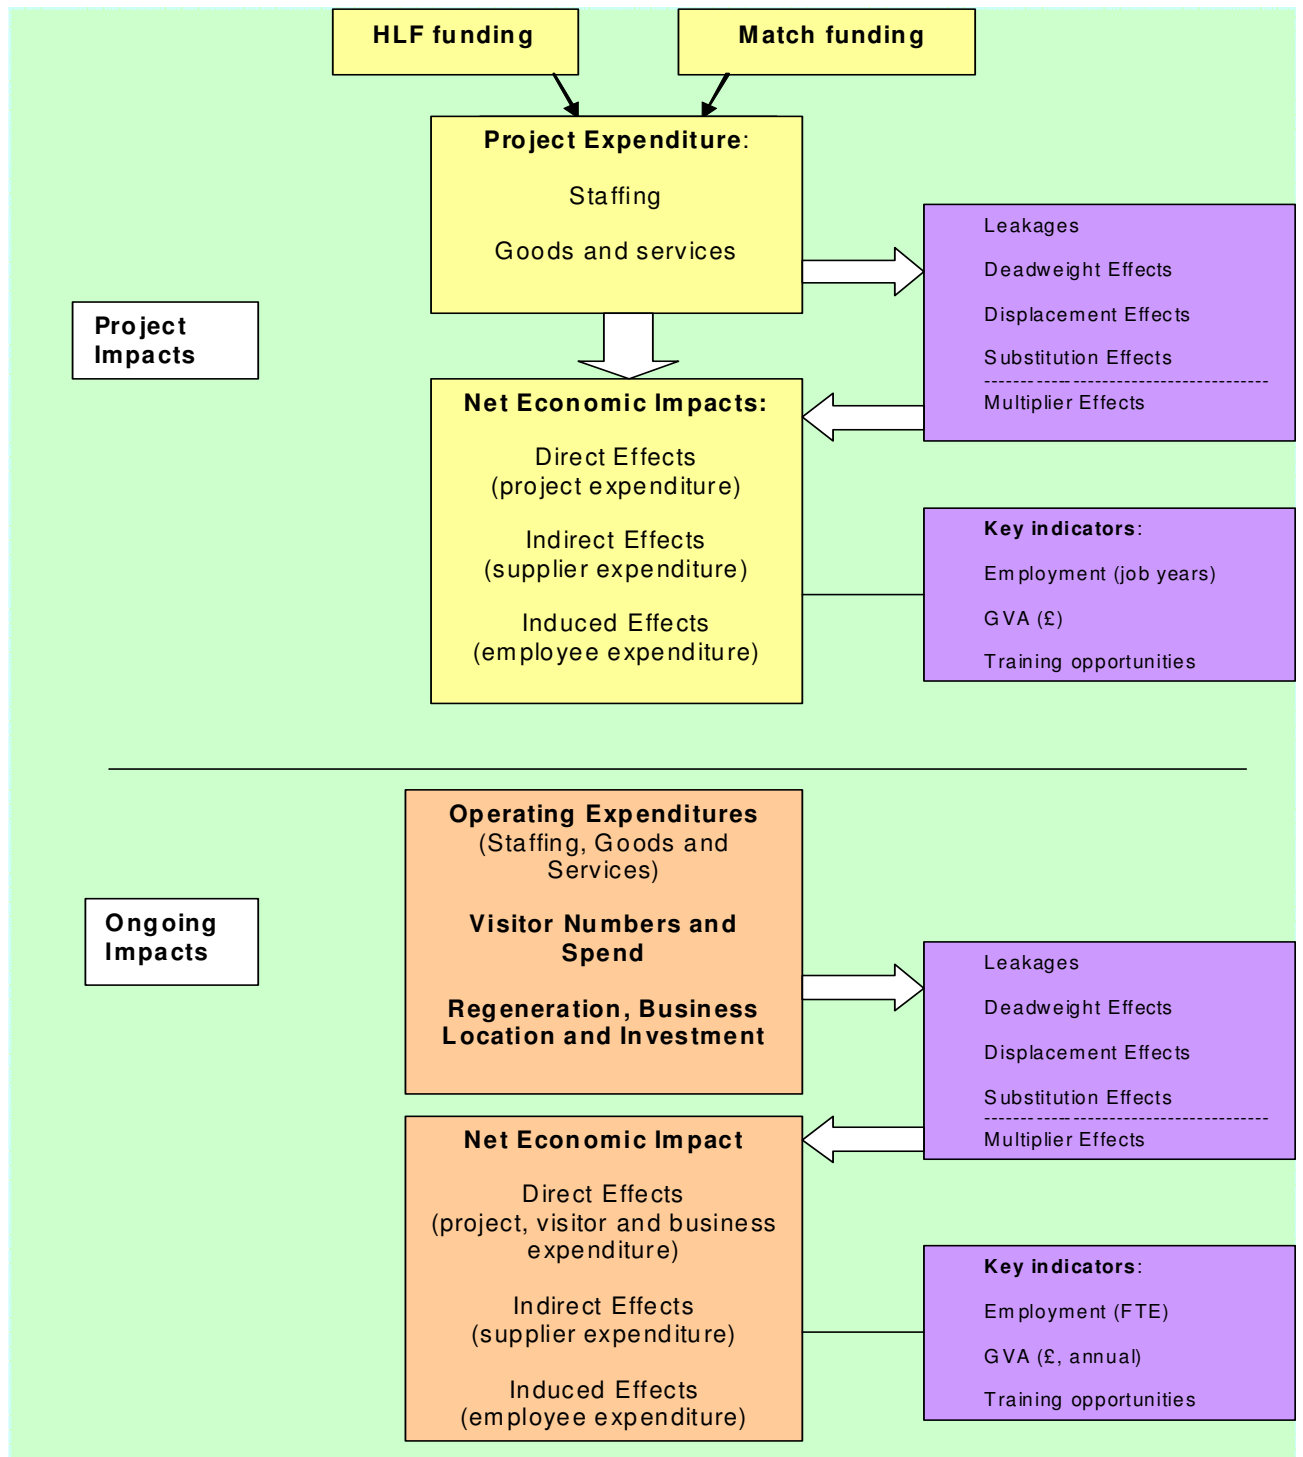 HLF funding
Match funding
Project Expenditure:
Staffing
Goods and services
Leakages
Deadweight Effects
Displacement Effects
Substitution Effects
--------------------------------------------
Multiplier Effects
Project
Impacts
Net Economic Impacts:
Direct Effects
(project expenditure)
Indirect Effects
(supplier expenditure)
Induced Effects
(employee expenditure)
Key indicators:
Employment (job years)
GVA (£)
Training opportunities
Operating Expenditures
(Staffing, Goods and
Services)
Visitor Numbers and
Spend
Regeneration, Business
Location and Investment
Ongoing
Impacts
Leakages
Deadweight Effects
Displacement Effects
Substitution Effects
--------------------------------------------
Multiplier Effects
Net Economic Impact
Direct Effects
(project, visitor and business
expenditure)
Indirect Effects
(supplier expenditure)
Induced Effects
(employee expenditure)
Key indicators:
Employment (FTE)
GVA (£, annual)
Training opportunities